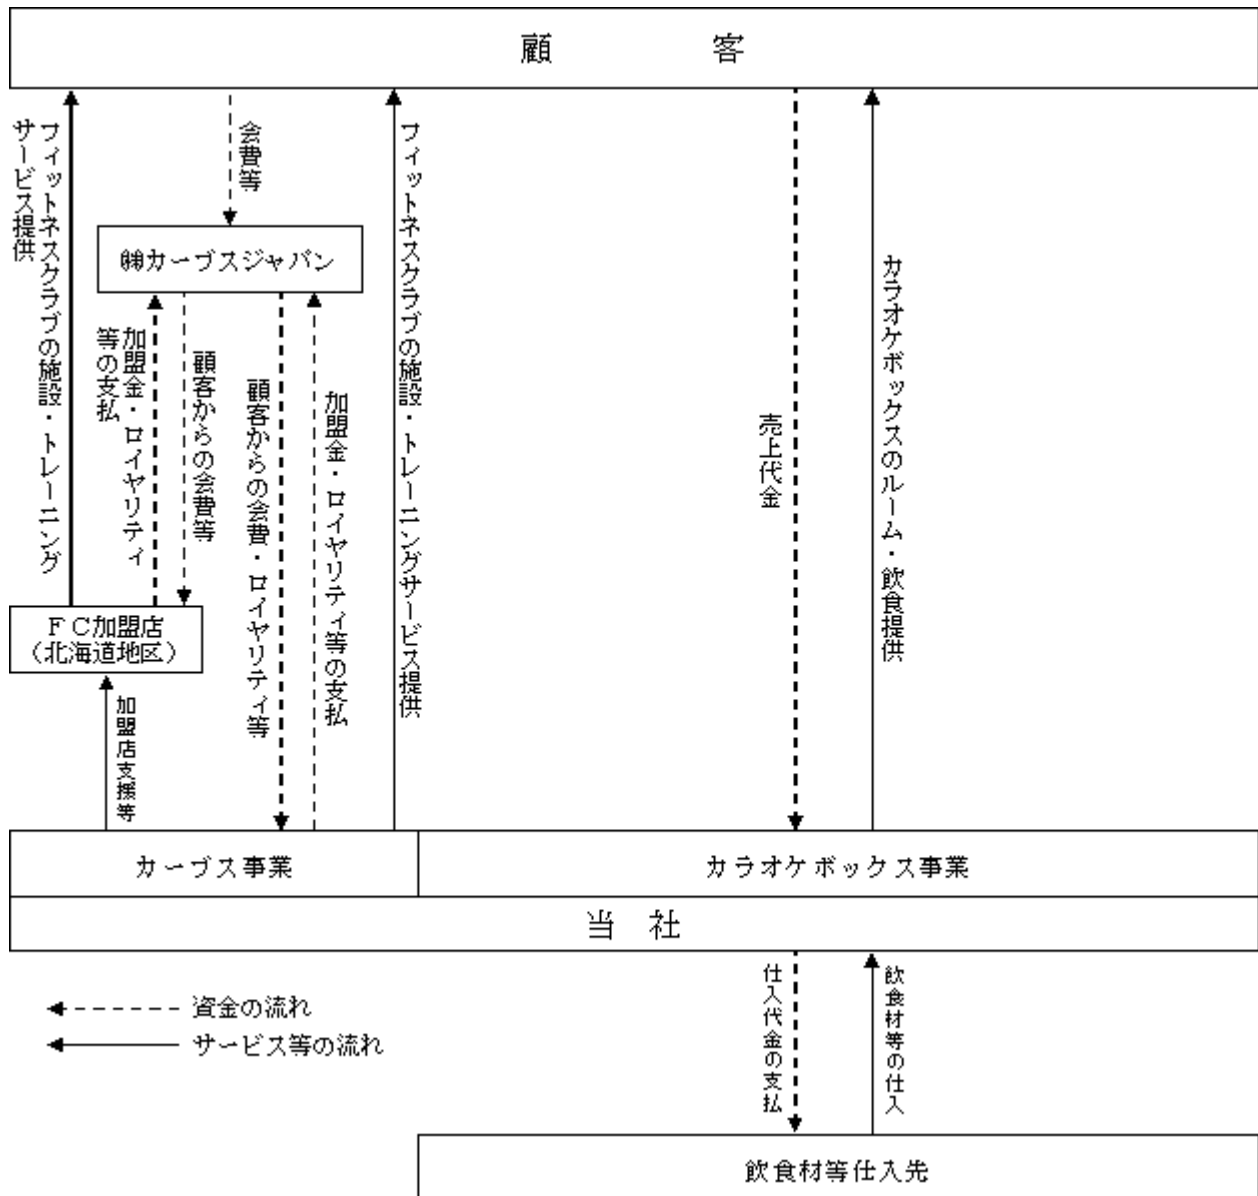 顧客
会費等
フィットネスクラブの施設・トレーニング
サービス提供
㈱カーブスジャパン
加盟金・ロイヤリティ
等の支払
顧客からの会費等
顧客からの会費・ロイヤリティ等
加盟金・ロイヤリティ等の支払
フィットネスクラブの施設・トレーニングサービス提供
売上代金
カラオケボックスのルーム・飲食提供
ＦＣ加盟店
（北海道地区）
加盟店支援等
カーブス事業
カラオケボックス事業
当社
資金の流れ
サービス等の流れ
仕入代金の支払
飲食材等の仕入
飲食材等仕入先